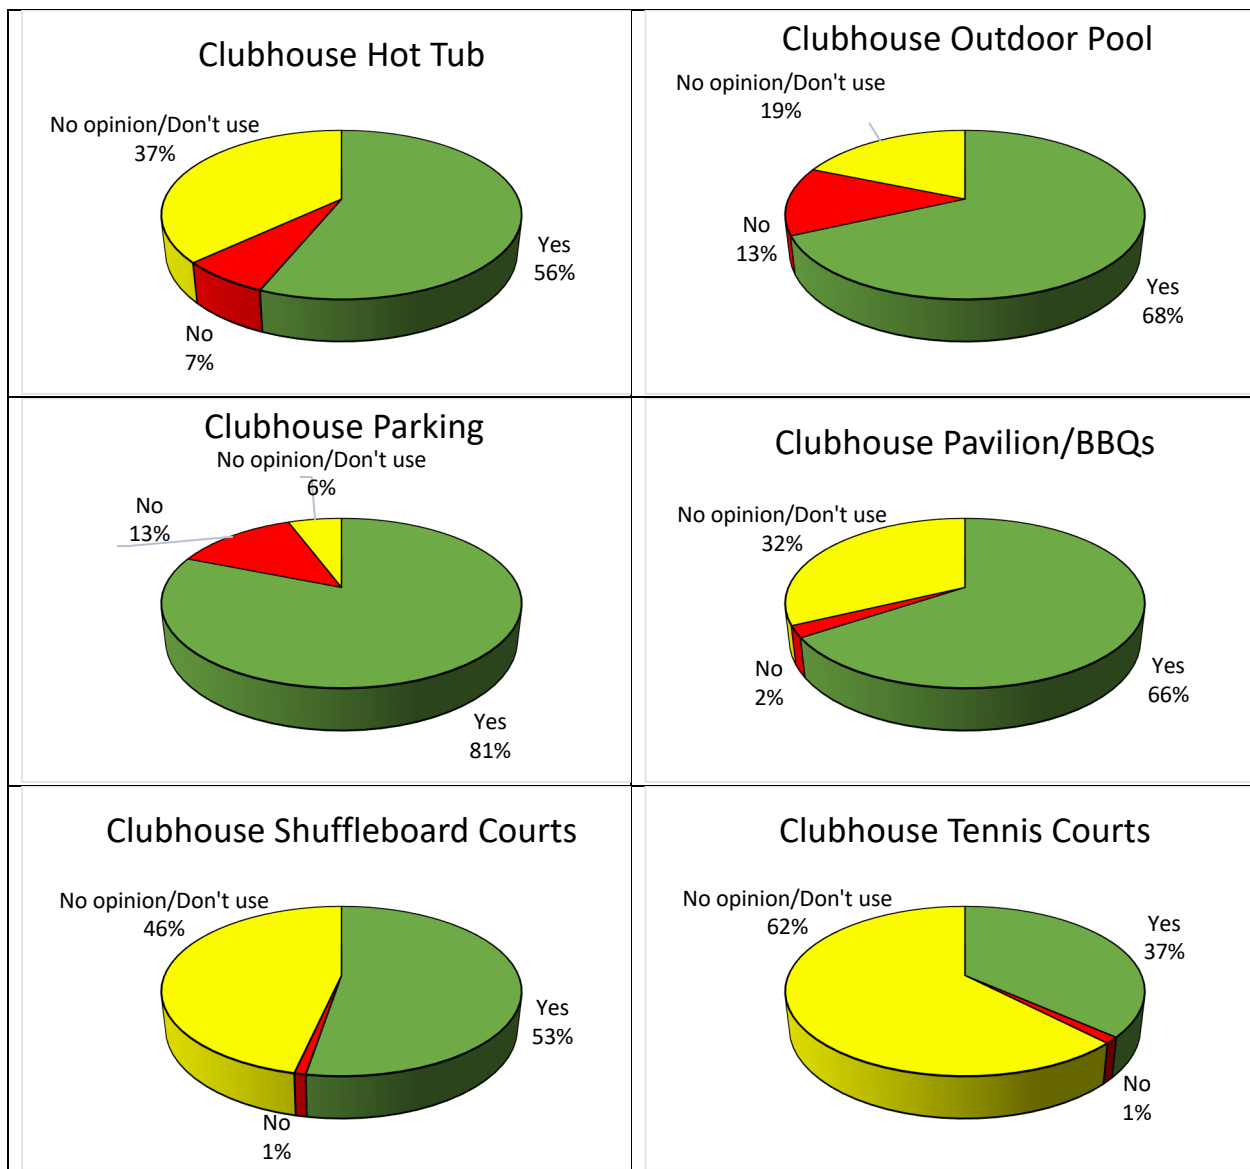 Clubhouse Hot Tub
No opinion/Don't use
37%
Yes
56%
No
7%
Clubhouse Outdoor Pool
No opinion/Don't use
19%
No
13%
Yes
68%
Clubhouse Parking
No opinion/Don't use
6%
No
13%
Yes
81%
Clubhouse Pavilion/BBQs
No opinion/Don't use
32%
Yes
66%
No
2%
Clubhouse Shuffleboard Courts
No opinion/Don't use
46%
Yes
53%
No
1%
Clubhouse Tennis Courts
No opinion/Don't use
62%
Yes
37%
No
1%